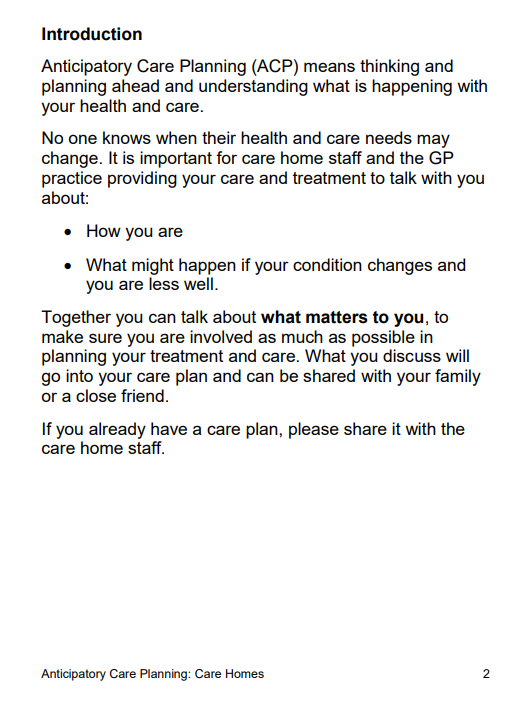 Introduction
Anticipatory Care Planning (ACP) means thinking and
planning ahead and understanding what is happening with
your health and care.
No one knows when their health and care needs may
change. It is important for care home staff and the GP
practice providing your care and treatment to talk with you
about:
• How you are
• What might happen if your condition changes and
you are less well.
Together you can talk about what matters to you, to
make sure you are involved as much as possible in
planning your treatment and care. What you discuss will
go into your care plan and can be shared with your family
or a close friend.
If you already have a care plan, please share it with the
care home staff.
Anticipatory Care Planning: Care Homes 2